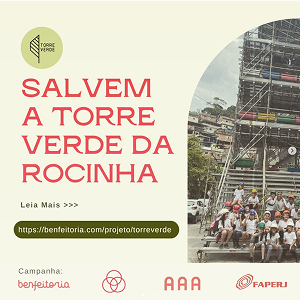 TORRE
VERDE
SALVEM
A TORRE
VERDE DA
ROCINHA
Leia Mais >>>
https://benfeitoria.com/projeto/torreverde
Campanha:
benfeitoria
AAA
FAPERJ